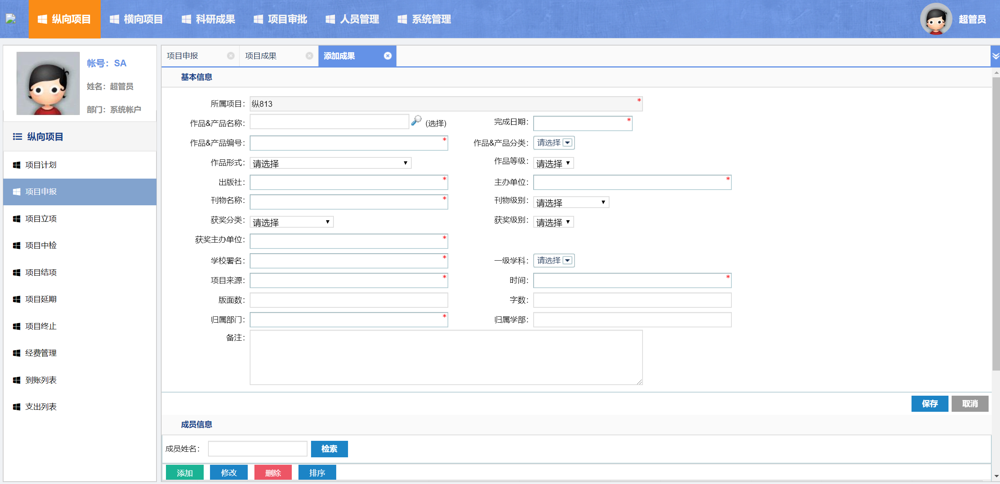 纵向项目 横向项目 科研成果 项目审批 人员管理 系统管理 超管员
帐号：SA
姓名：超管员
部门：系统帐户
纵向项目
项目计划
项目申报
项目立项
项目中检
项目结项
项目延期
项目终止
经费管理
到账列表
支出列表
项目申报 项目成果 添加成果
基本信息
所属项目： 纵813 *
作品&产品名称： (选择) 完成日期： *
作品&产品编号： * 作品&产品分类： 请选择
作品形式： 请选择 作品等级： 请选择
出版社： * 主办单位： *
刊物名称： * 刊物级别： 请选择
获奖分类： 请选择 获奖级别： 请选择
获奖主办单位： *
学校署名： * 一级学科： 请选择
项目来源： * 时间： *
版面数： 字数：
归属部门： * 归属学部：
备注：
保存 取消
成员信息
成员姓名： 检索
添加 修改 删除 排序